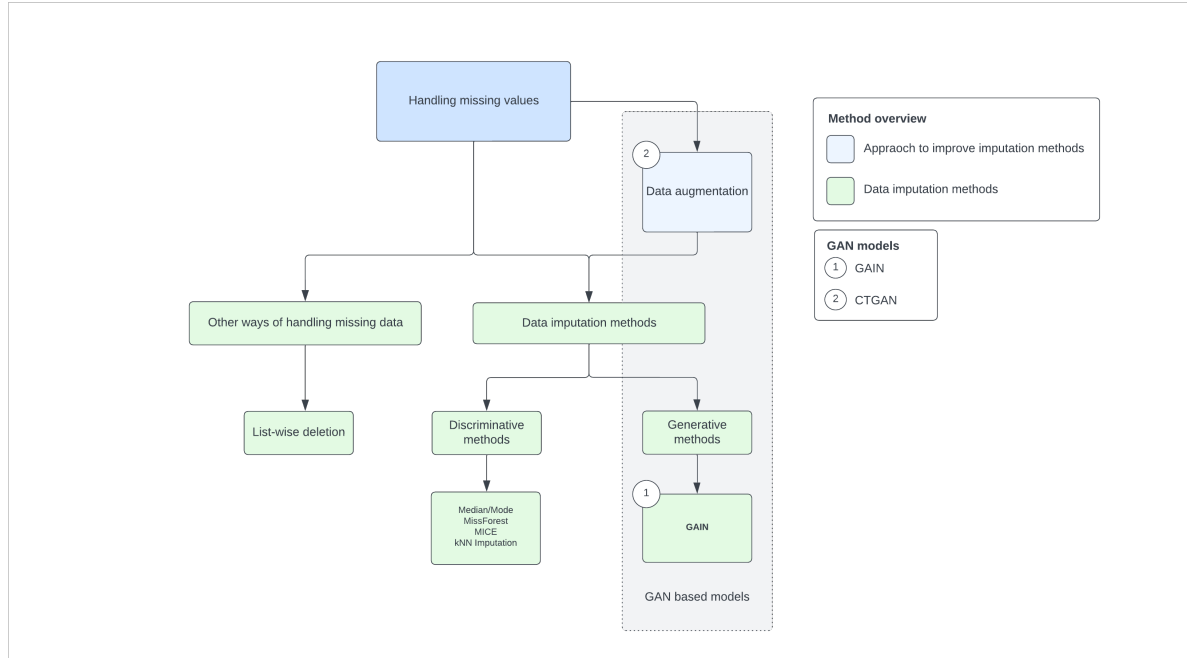 Handling missing values
Method overview
Appraoch to improve imputation methods
Data imputation methods
2
Data augmentation
GAN models
1 GAIN
2 CTGAN
Other ways of handling missing data
Data imputation methods
List-wise deletion
Discriminative
methods
Generative
methods
Median/Mode
MissForest
MICE
kNN Imputation
1
GAIN
GAN based models